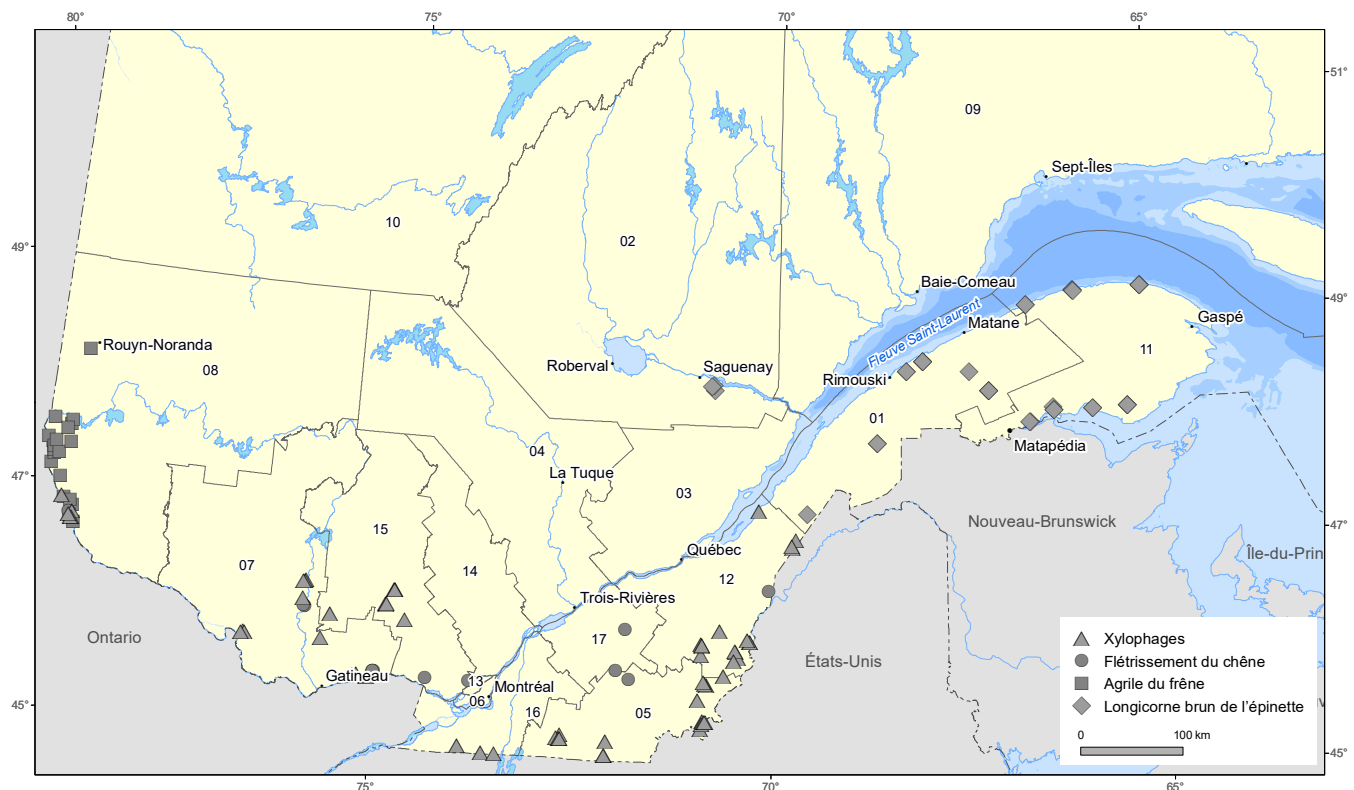 80°
75°
70°
65°
51°
09
Sept-Îles
10
02
49°
Baie-Comeau
49°
Fleuve Saint-Laurent
Matane
Gaspé
Rouyn-Noranda
11
Roberval
Saguenay
Rimouski
08
01
Matapédia
04
47°
La Tuque
03
Nouveau-Brunswick
47°
15
Québec
Île-du-Prin
07
14
12
Trois-Rivières
Ontario
17
États-Unis
Gatineau
13
Montréal
06
16
05
45°
45°
Xylophages
Flétrissement du chêne
Agrile du frêne
Longicorne brun de l'épinette
0
100 km
75°
70°
65°